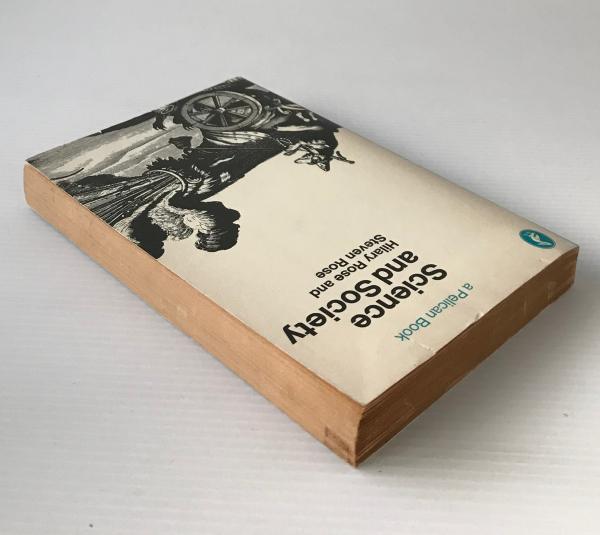 a Pelican Book
Science
and Society
Hilary Rose and
Steven Rose